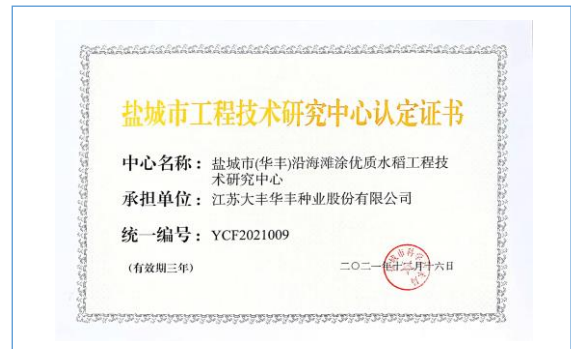 盐城市工程技术研究中心认定证书
中心名称：盐城市(华丰)沿海滩涂优质水稻工程技
术研究中心
承担单位：江苏大丰华丰种业股份有限公司
统一编号：YCF2021009
(有效期三年)
二〇二一年十二月十六日